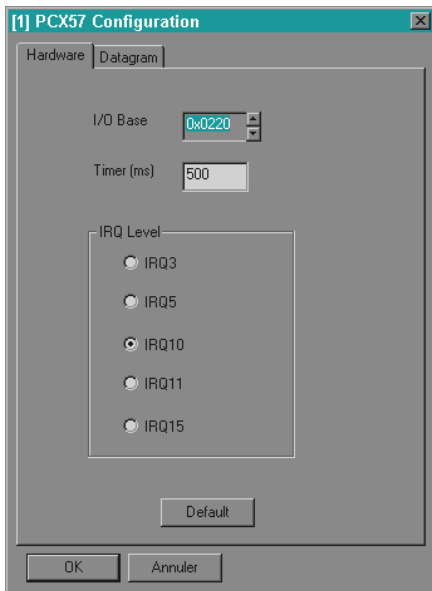 [1] PCX57 Configuration
Hardware Datagram
I/O Base 0x0220
Timer (ms) 500
IRQ Level
IRQ3
IRQ5
IRQ10
IRQ11
IRQ15
Default
OK Annuler